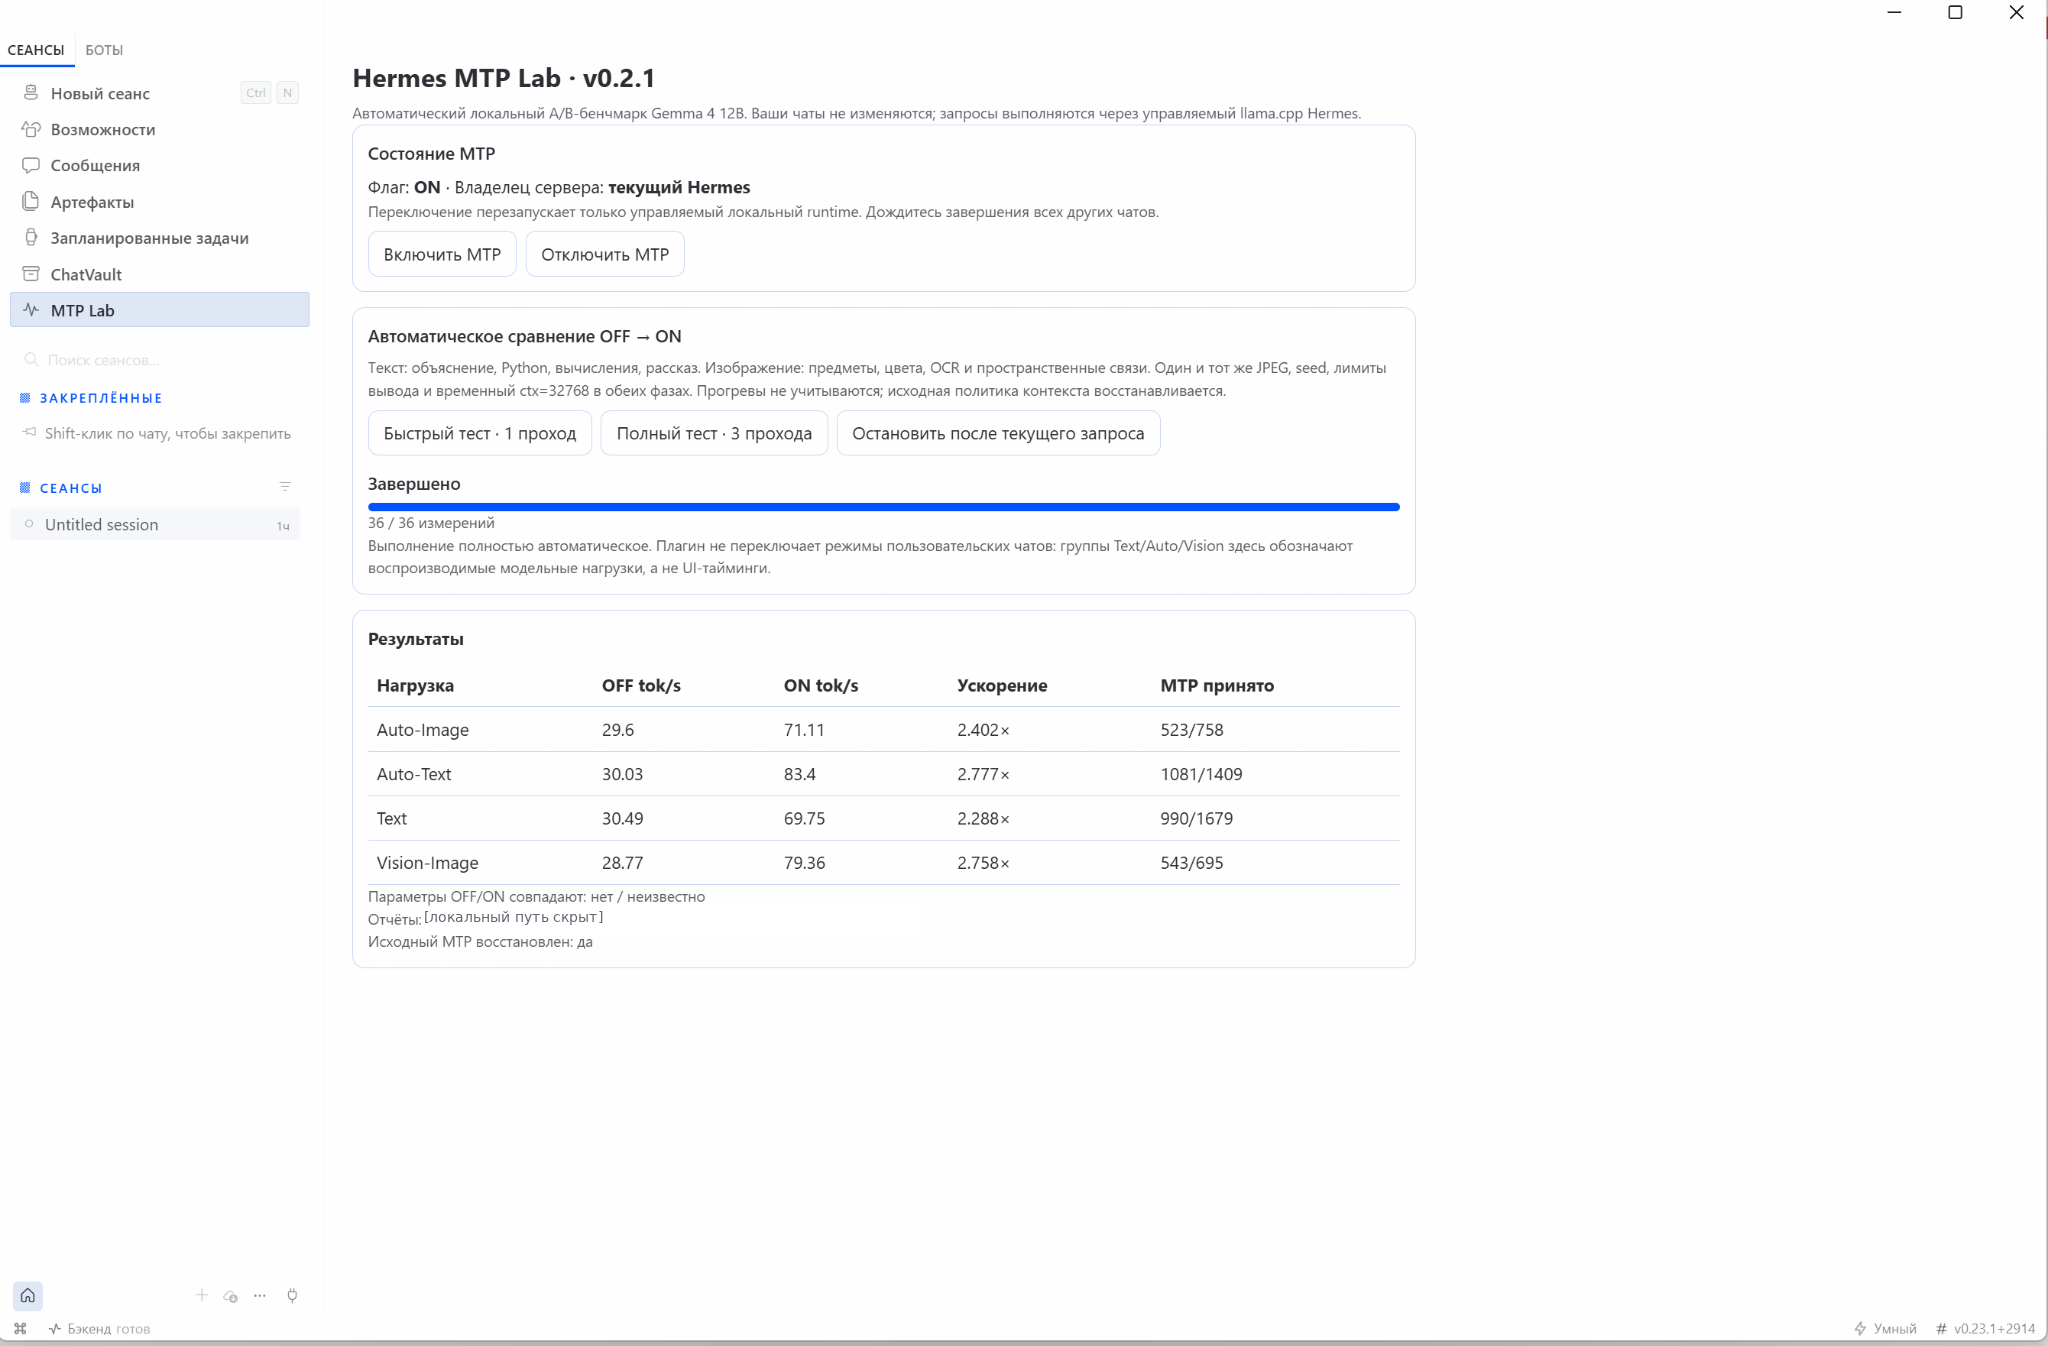 СЕАНСЫ БОТЫ
Новый сеанс Ctrl N
Возможности
Сообщения
Артефакты
Запланированные задачи
ChatVault
MTP Lab
Поиск сеансов...
ЗАКРЕПЛЁННЫЕ
Shift-клик по чату, чтобы закрепить
СЕАНСЫ
Untitled session 1ч
Hermes MTP Lab · v0.2.1
Автоматический локальный A/B-бенчмарк Gemma 4 12B. Ваши чаты не изменяются; запросы выполняются через управляемый llama.cpp Hermes.
Состояние MTP
Флаг: ON · Владелец сервера: текущий Hermes
Переключение перезапускает только управляемый локальный runtime. Дождитесь завершения всех других чатов.
Включить MTP Отключить MTP
Автоматическое сравнение OFF → ON
Текст: объяснение, Python, вычисления, рассказ. Изображение: предметы, цвета, OCR и пространственные связи. Один и тот же JPEG, seed, лимиты
вывода и временный ctx=32768 в обеих фазах. Прогревы не учитываются; исходная политика контекста восстанавливается.
Быстрый тест · 1 проход Полный тест · 3 прохода Остановить после текущего запроса
Завершено
36 / 36 измерений
Выполнение полностью автоматическое. Плагин не переключает режимы пользовательских чатов: группы Text/Auto/Vision здесь обозначают
воспроизводимые модельные нагрузки, а не UI-тайминги.
Результаты
Нагрузка OFF tok/s ON tok/s Ускорение MTP принято
Auto-Image 29.6 71.11 2.402× 523/758
Auto-Text 30.03 83.4 2.777× 1081/1409
Text 30.49 69.75 2.288× 990/1679
Vision-Image 28.77 79.36 2.758× 543/695
Параметры OFF/ON совпадают: нет / неизвестно
Отчёты: [локальный путь скрыт]
Исходный MTP восстановлен: да
Бэкенд готов
Умный # v0.23.1+2914